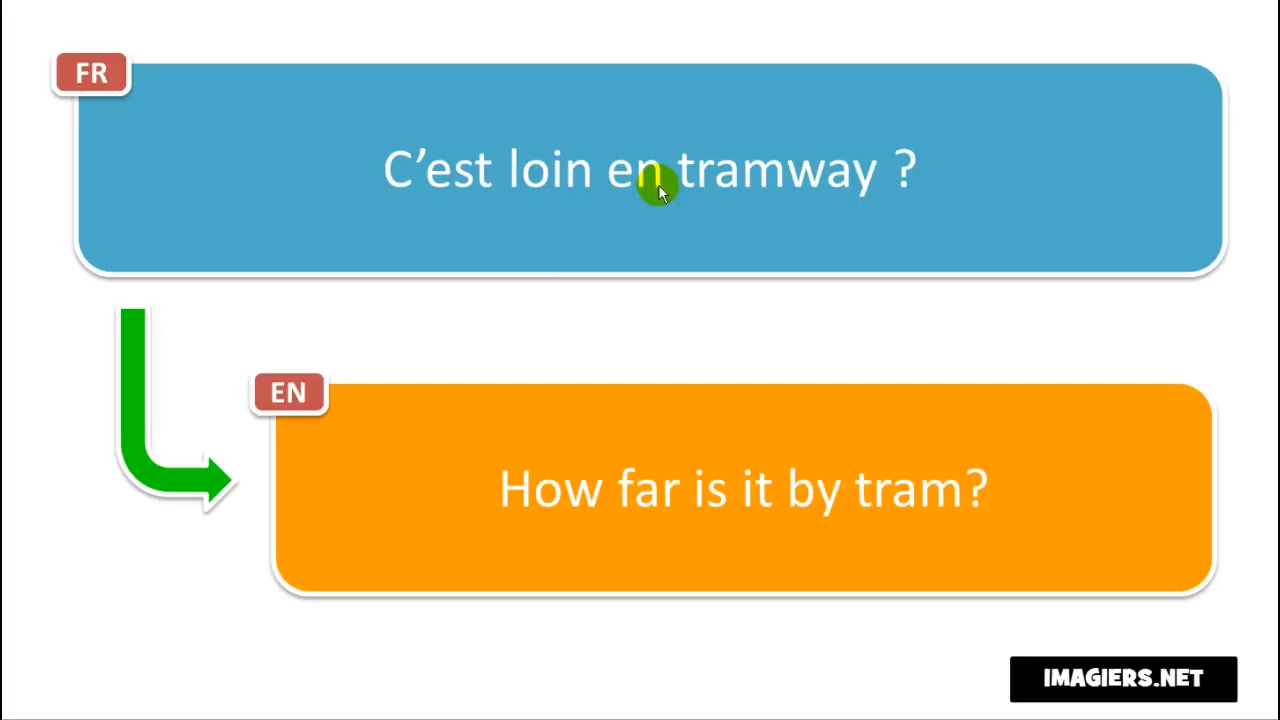 FR
C’est loin en tramway ?
EN
How far is it by tram?
IMAGIERS.NET